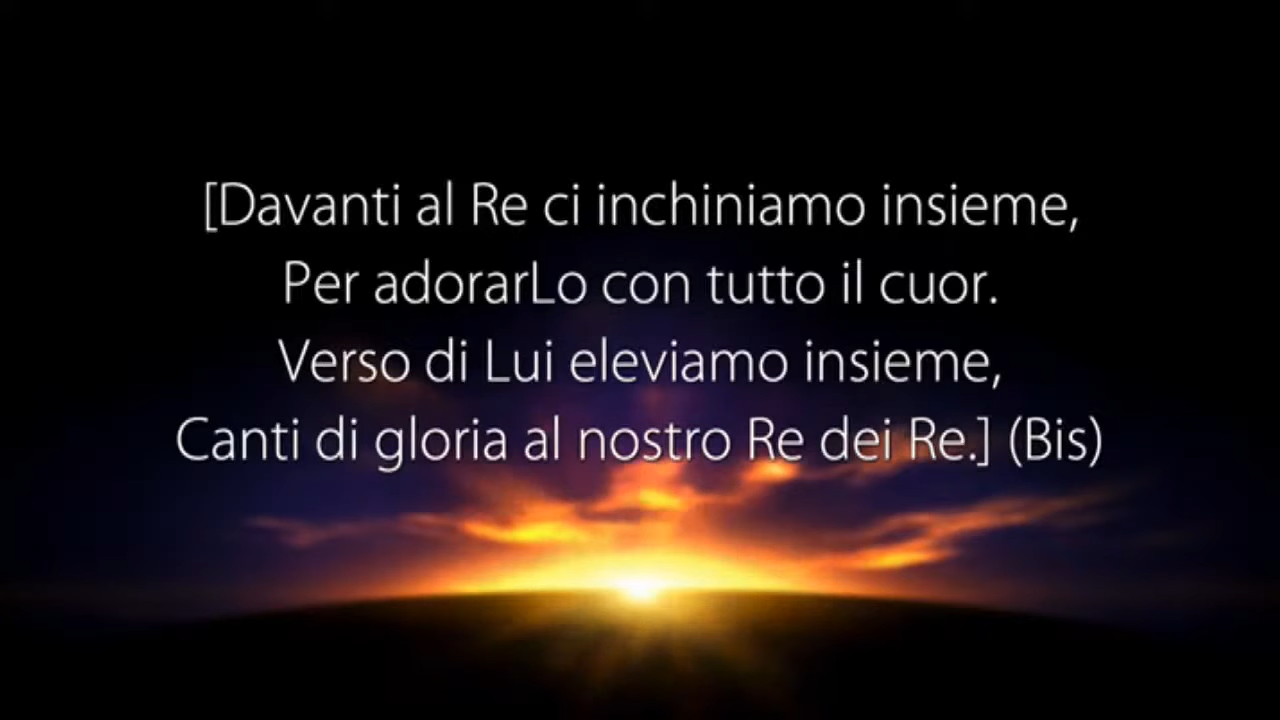 [Davanti al Re ci inchiniamo insieme,
Per adorarLo con tutto il cuor.
Verso di Lui eleviamo insieme,
Canti di gloria al nostro Re dei Re.] (Bis)